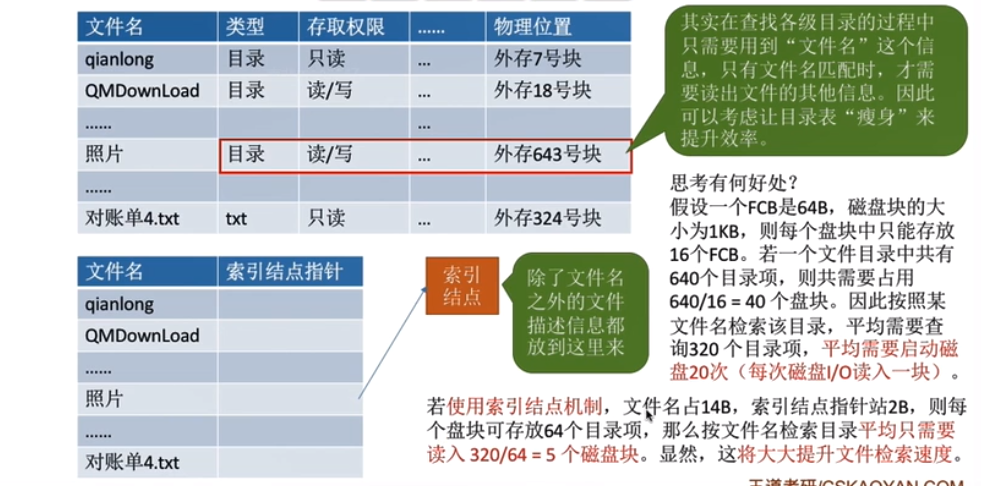 文件名 类型 存取权限 …… 物理位置
qianlong 目录 只读 ... 外存7号块
QMDownLoad 目录 读/写 ... 外存18号块
…… ...
照片 目录 读/写 ... 外存643号块
……
对账单4.txt txt 只读 ... 外存324号块
其实在查找各级目录的过程中
只需要用到“文件名”这个信
息，只有文件名匹配时，才需
要读出文件的其他信息。因此
可以考虑让目录表“瘦身”来
提升效率。
思考有何好处？
假设一个FCB是64B，磁盘块的大
小为1KB，则每个盘块中只能存放
16个FCB。若一个文件目录中共有
640个目录项，则共需要占用
640/16 = 40 个盘块。因此按照某
文件名检索该目录，平均需要查
询320 个目录项，平均需要启动磁
盘20次（每次磁盘I/O读入一块）。
文件名 索引结点指针
qianlong
QMDownLoad
……
照片
……
对账单4.txt
索引
结点
除了文件名
之外的文件
描述信息都
放到这里来
若使用索引结点机制，文件名占14B，索引结点指针站2B，则每
个盘块可存放64个目录项，那么按文件名检索目录平均只需要
读入 320/64 = 5 个磁盘块。显然，这将大大提升文件检索速度。
王道考研/CSKAOYAN.COM